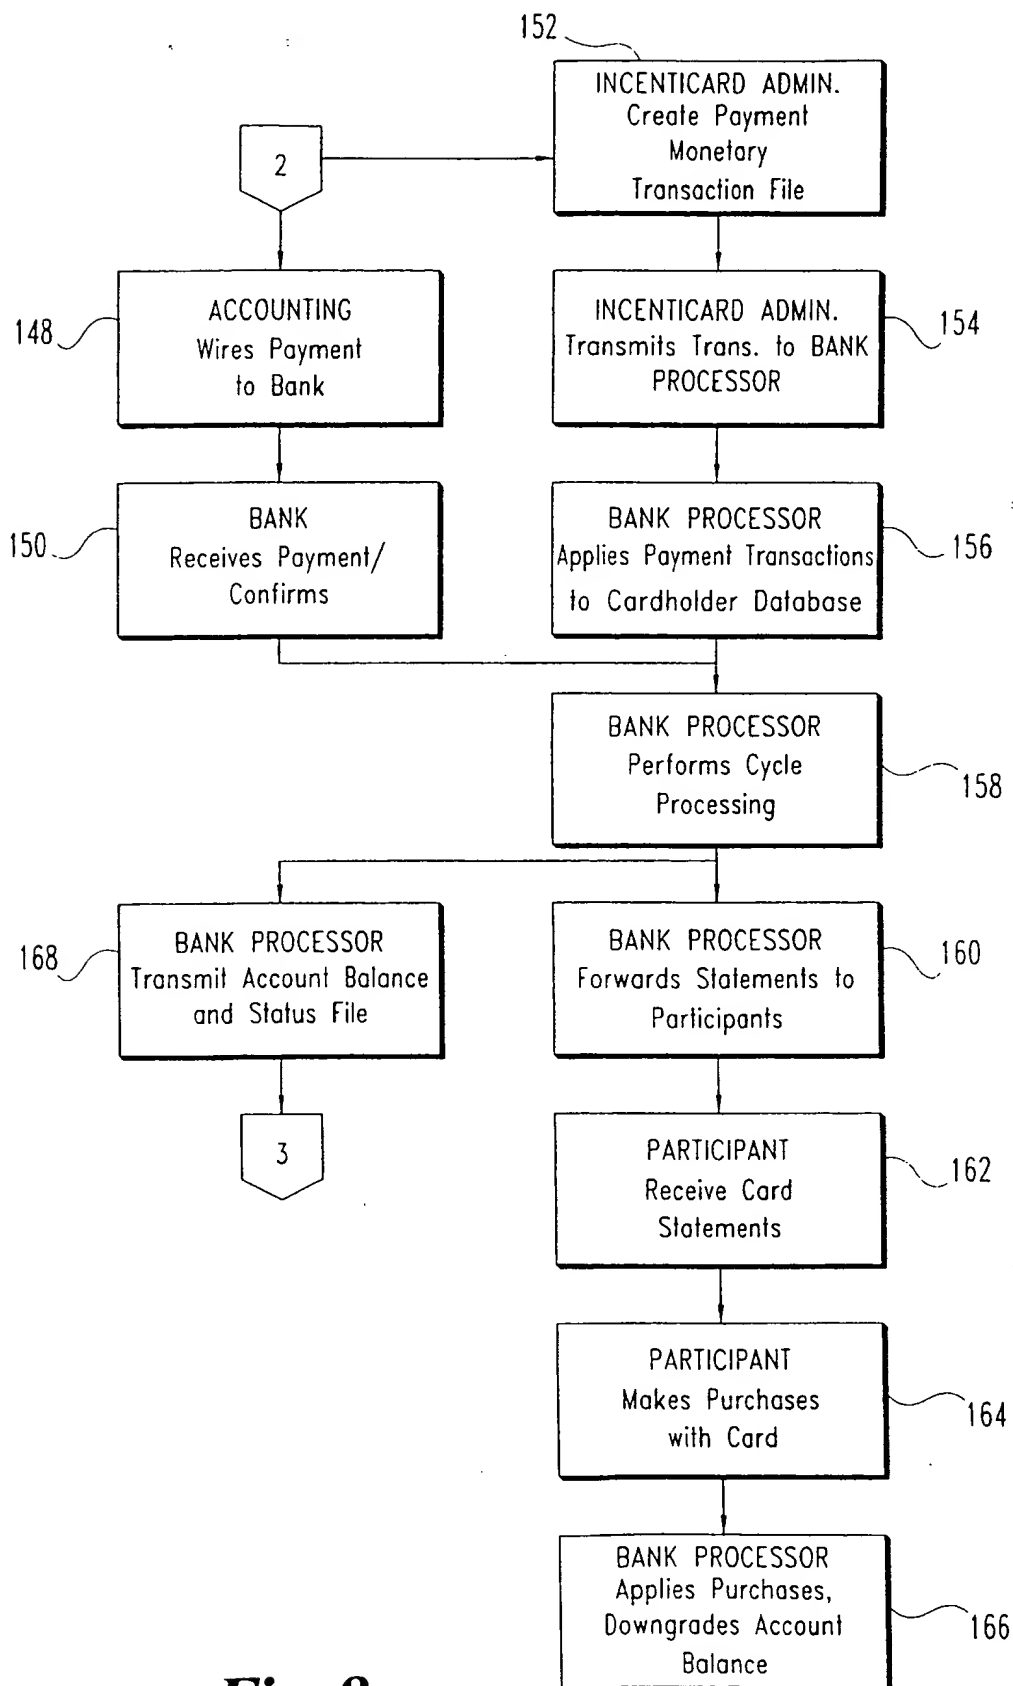 152
INCENTICARD ADMIN.
Create Payment
Monetary
Transaction File
2
148
ACCOUNTING
Wires Payment
to Bank
INCENTICARD ADMIN.
Transmits Trans. to BANK
PROCESSOR
154
150
BANK
Receives Payment/
Confirms
BANK PROCESSOR
Applies Payment Transactions
to Cardholder Database
156
BANK PROCESSOR
Performs Cycle
Processing
158
168
BANK PROCESSOR
Transmit Account Balance
and Status File
BANK PROCESSOR
Forwards Statements to
Participants
160
3
PARTICIPANT
Receive Card
Statements
162
PARTICIPANT
Makes Purchases
with Card
164
BANK PROCESSOR
Applies Purchases,
Downgrades Account
Balance
166